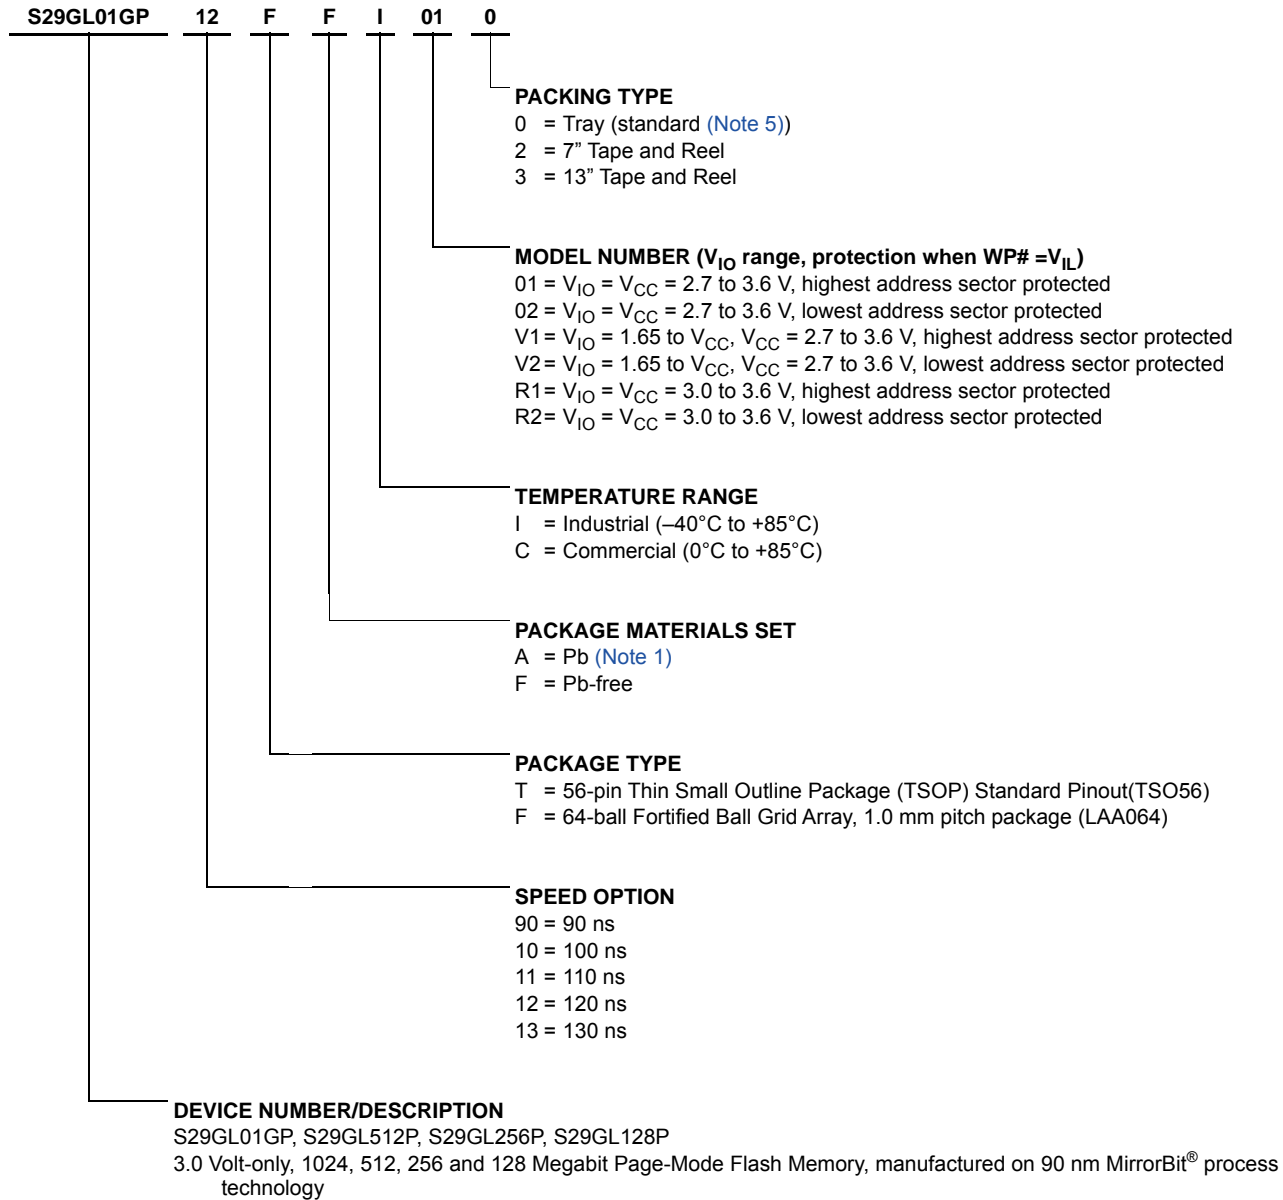 S29GL01GP 12 F F I 01 0
PACKING TYPE
0 = Tray (standard (Note 5))
2 = 7” Tape and Reel
3 = 13” Tape and Reel
MODEL NUMBER (VIO range, protection when WP# =VIL)
01 = VIO = VCC = 2.7 to 3.6 V, highest address sector protected
02 = VIO = VCC = 2.7 to 3.6 V, lowest address sector protected
V1 = VIO = 1.65 to VCC, VCC = 2.7 to 3.6 V, highest address sector protected
V2 = VIO = 1.65 to VCC, VCC = 2.7 to 3.6 V, lowest address sector protected
R1 = VIO = VCC = 3.0 to 3.6 V, highest address sector protected
R2 = VIO = VCC = 3.0 to 3.6 V, lowest address sector protected
TEMPERATURE RANGE
I = Industrial (–40°C to +85°C)
C = Commercial (0°C to +85°C)
PACKAGE MATERIALS SET
A = Pb (Note 1)
F = Pb-free
PACKAGE TYPE
T = 56-pin Thin Small Outline Package (TSOP) Standard Pinout(TSO56)
F = 64-ball Fortified Ball Grid Array, 1.0 mm pitch package (LAA064)
SPEED OPTION
90 = 90 ns
10 = 100 ns
11 = 110 ns
12 = 120 ns
13 = 130 ns
DEVICE NUMBER/DESCRIPTION
S29GL01GP, S29GL512P, S29GL256P, S29GL128P
3.0 Volt-only, 1024, 512, 256 and 128 Megabit Page-Mode Flash Memory, manufactured on 90 nm MirrorBit® process
technology